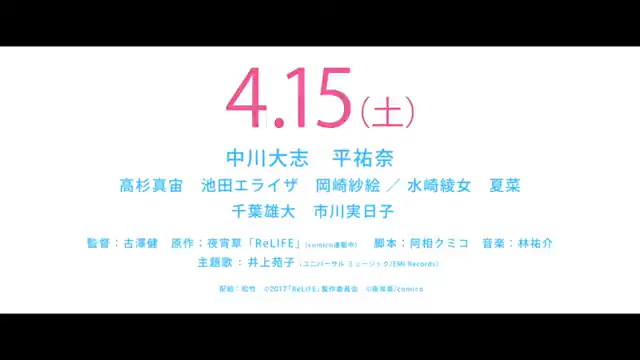 4.15(土)
中川大志　平祐奈
高杉真宙　池田エライザ　岡崎紗絵 ／ 水崎綾女　夏菜
千葉雄大　市川実日子
監督：古澤健　原作：夜宵草「ReLIFE」(comico連載中)　脚本：阿相クミコ　音楽：林祐介
主題歌：井上苑子 (ユニバーサル ミュージック/EMI Records)
配給：松竹　©2017「ReLIFE」製作委員会　©夜宵草/comico